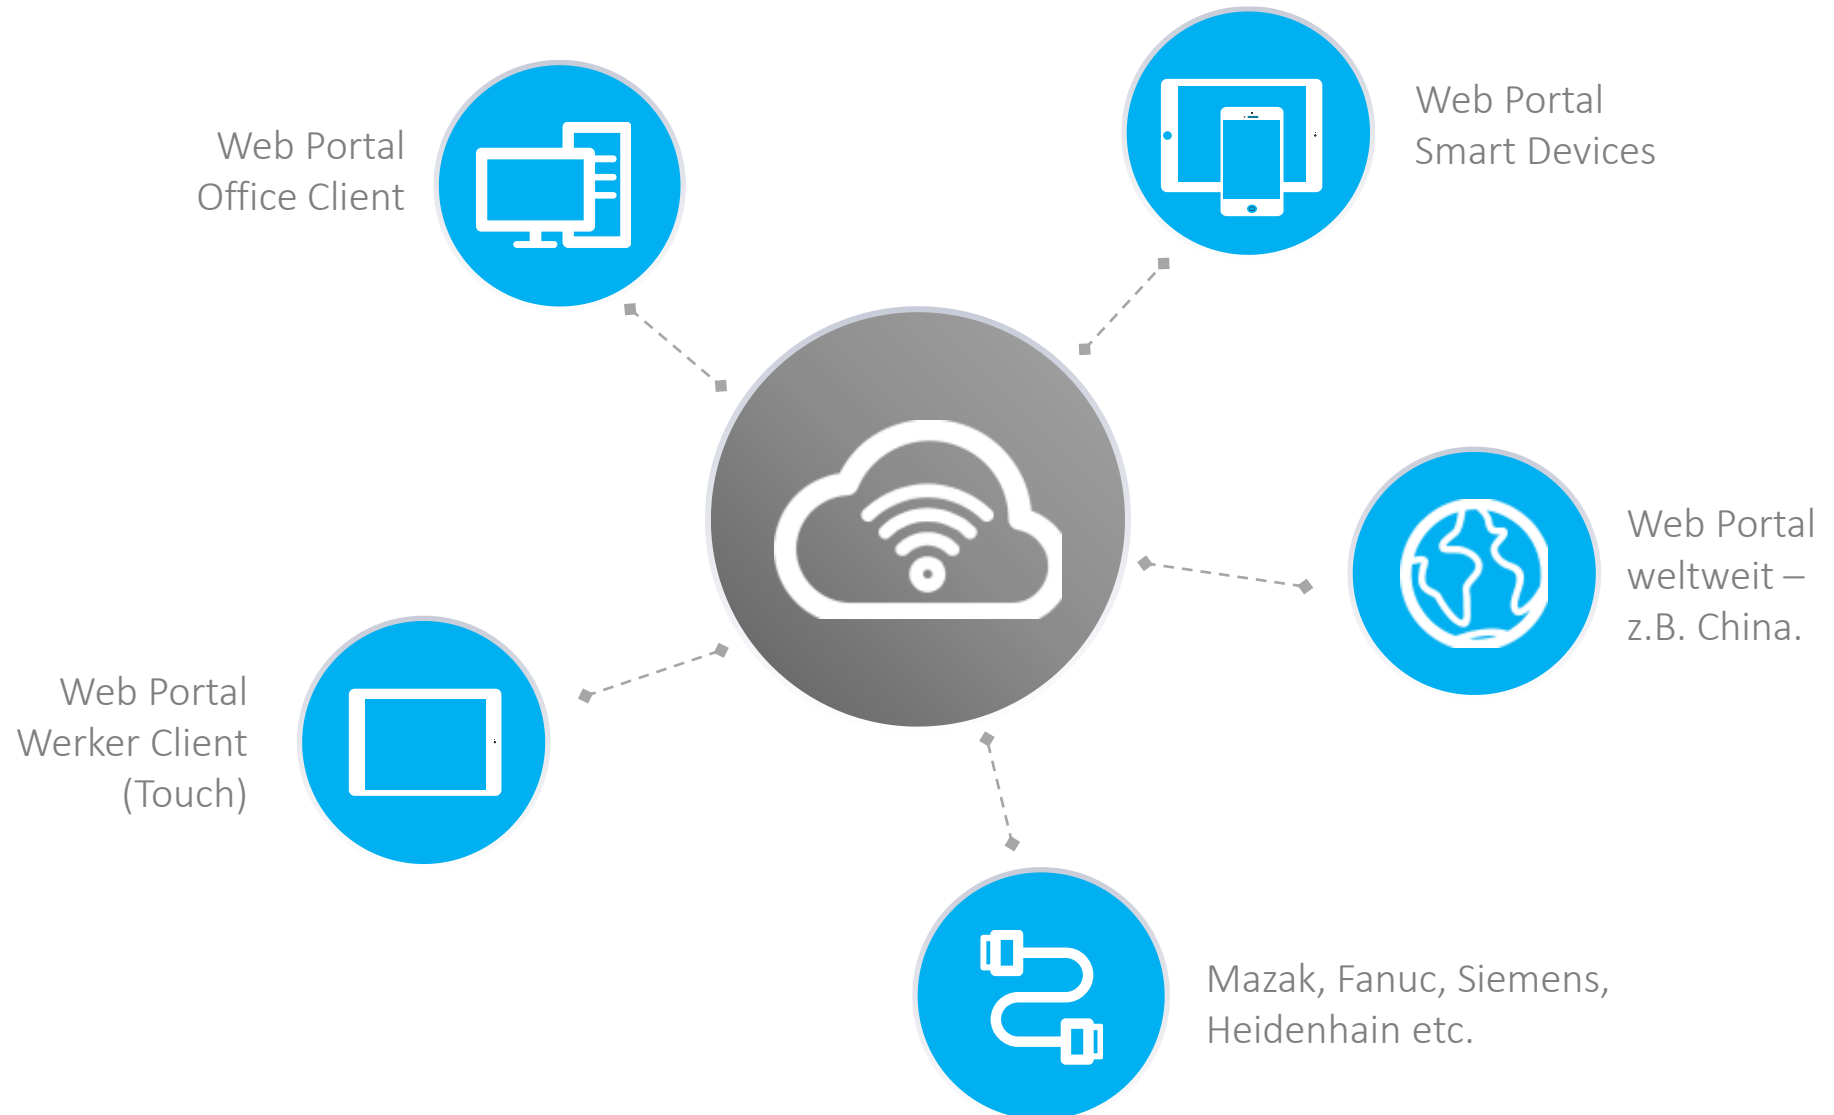 Web Portal
Office Client
Web Portal
Smart Devices
Web Portal
weltweit –
z.B. China.
Web Portal
Werker Client
(Touch)
Mazak, Fanuc, Siemens,
Heidenhain etc.